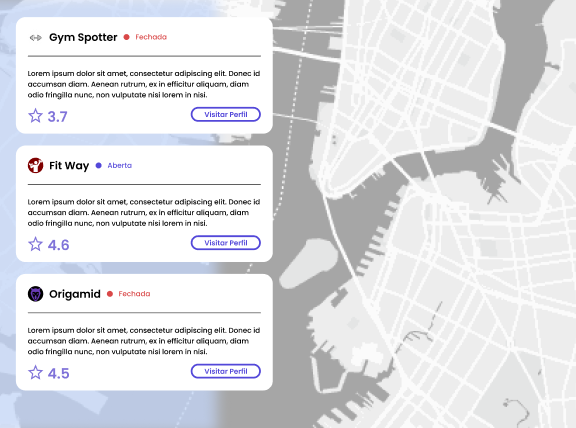 Gym Spotter
Fechada
Lorem ipsum dolor sit amet, consectetur adipiscing elit. Donec id
accumsan diam. Aenean rutrum, ex in efficitur aliquam, diam
odio fringilla nunc, non vulputate nisi lorem in nisi.
3.7
Visitar Perfil
Fit Way
Aberta
Lorem ipsum dolor sit amet, consectetur adipiscing elit. Donec id
accumsan diam. Aenean rutrum, ex in efficitur aliquam, diam
odio fringilla nunc, non vulputate nisi lorem in nisi.
4.6
Visitar Perfil
Origamid
Fechada
Lorem ipsum dolor sit amet, consectetur adipiscing elit. Donec id
accumsan diam. Aenean rutrum, ex in efficitur aliquam, diam
odio fringilla nunc, non vulputate nisi lorem in nisi.
4.5
Visitar Perfil